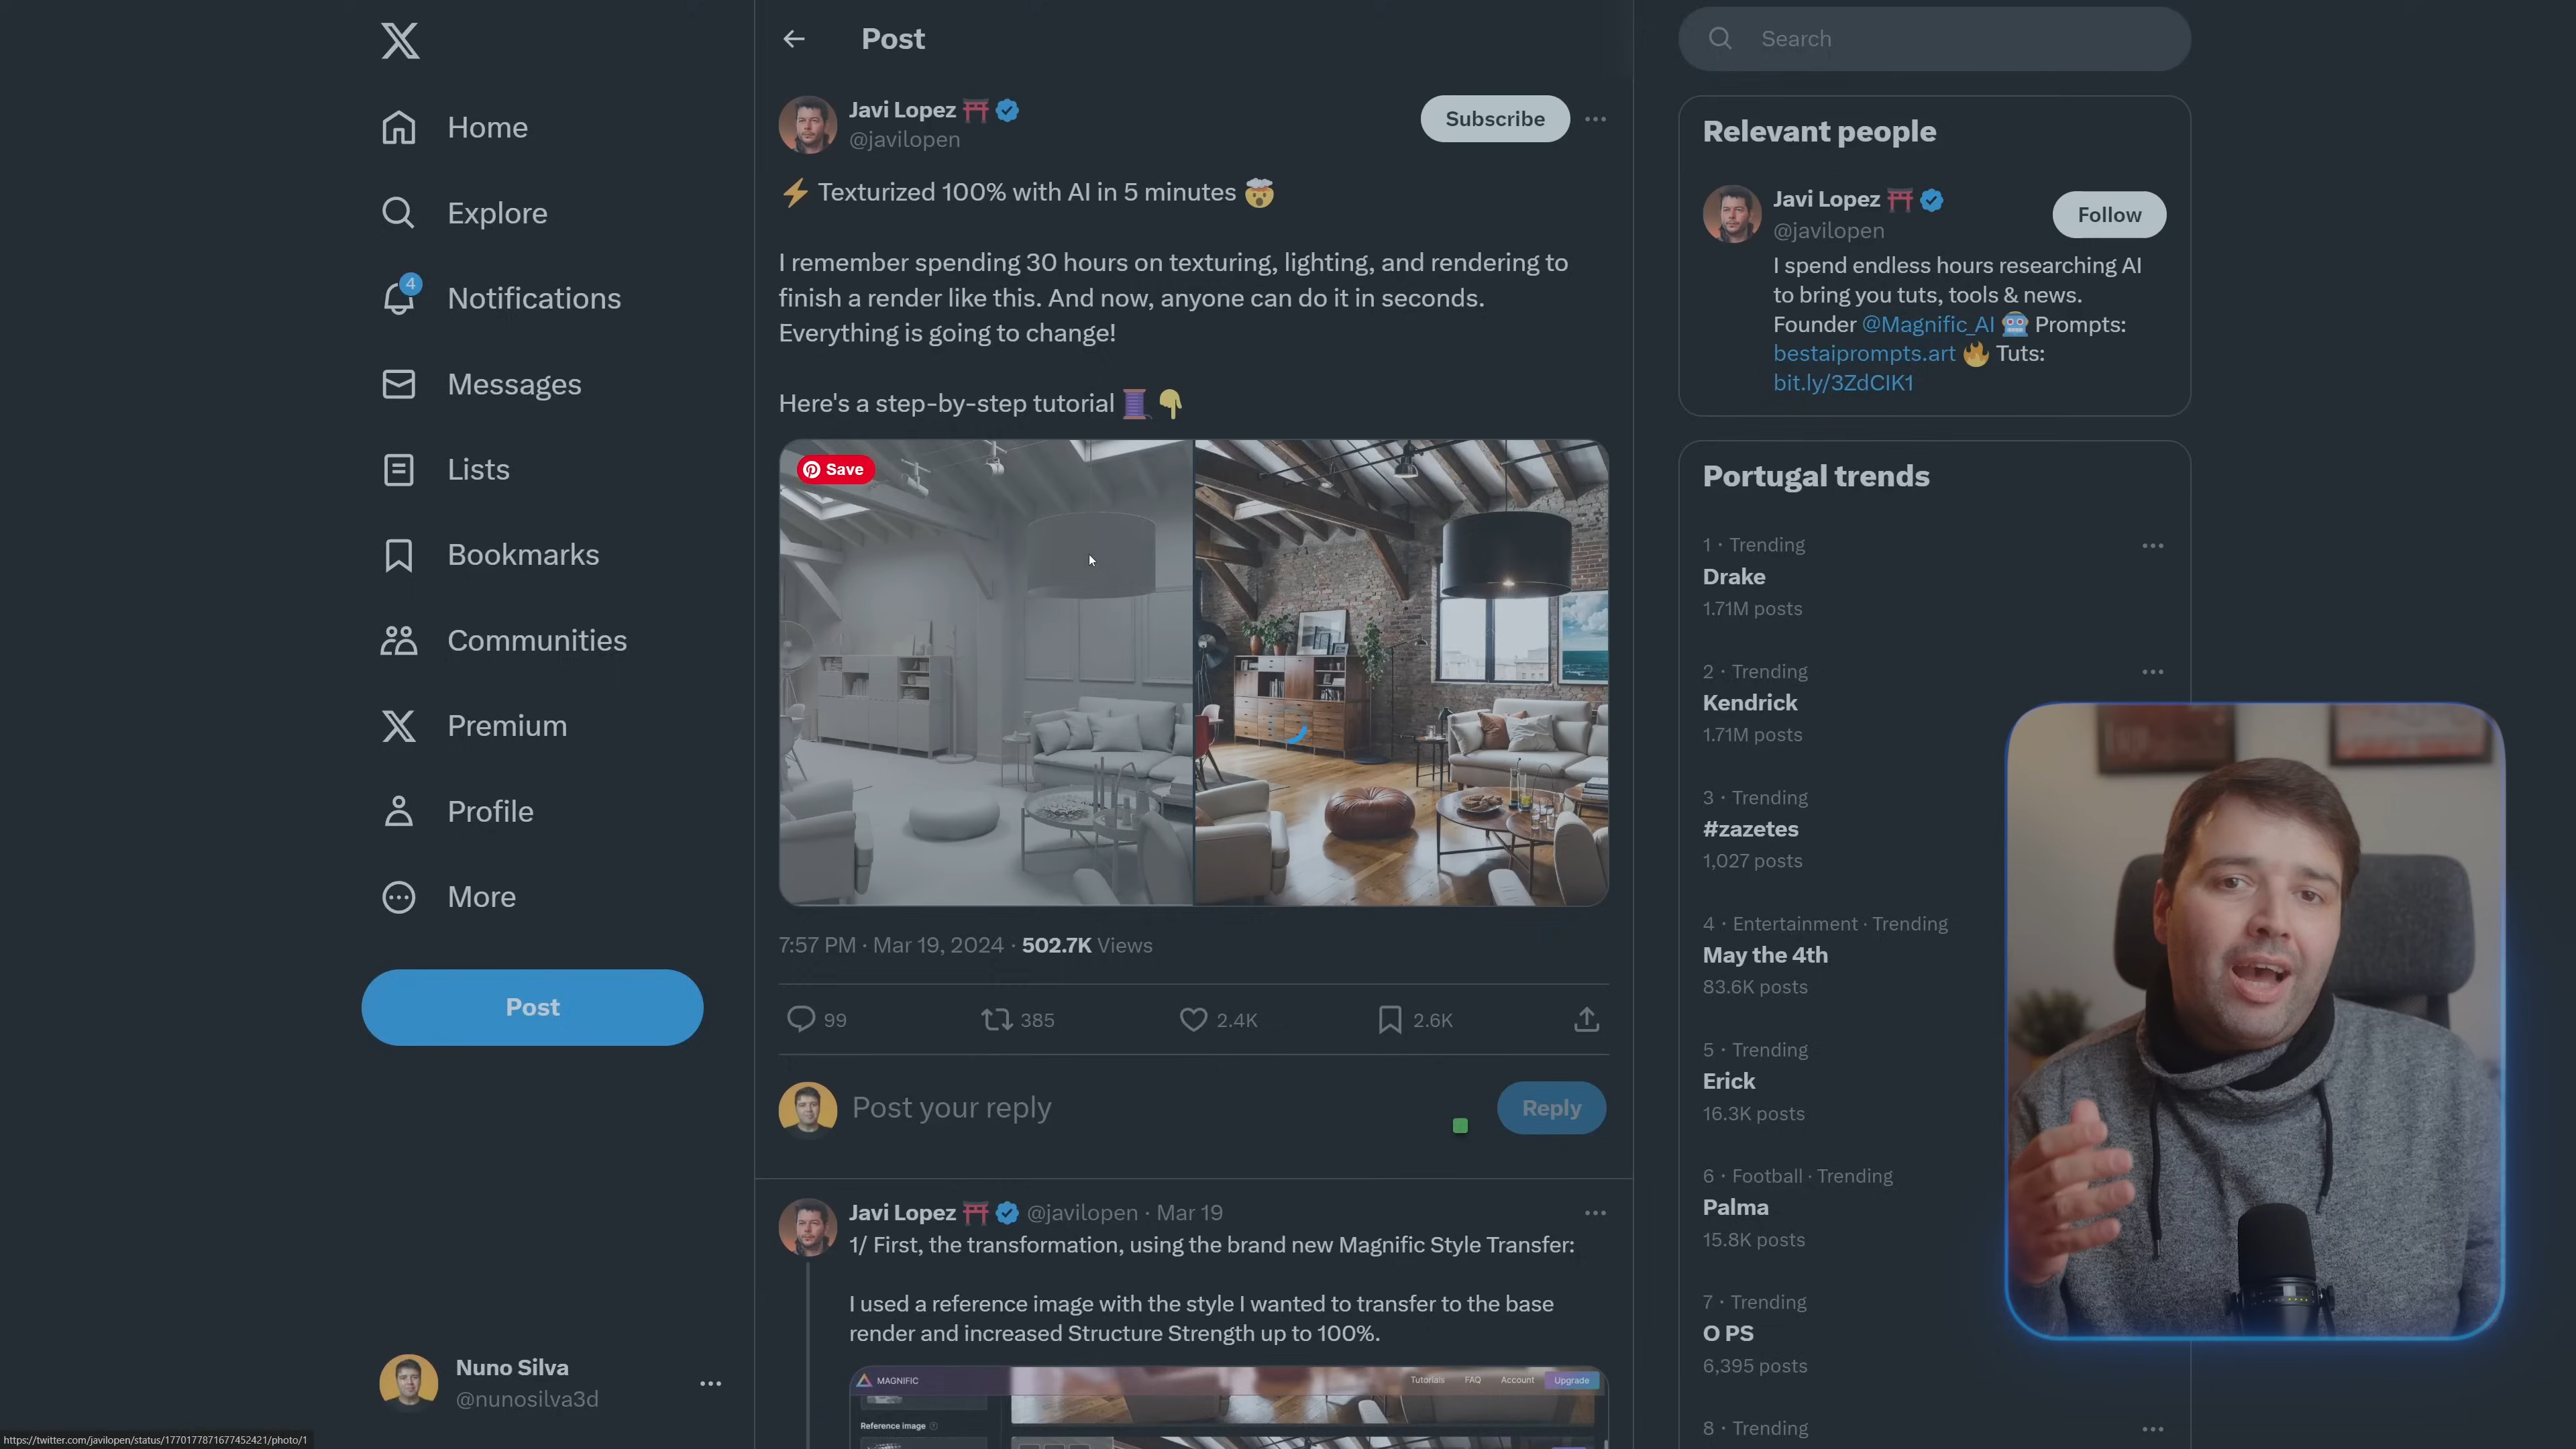 Home
Explore
4
Notifications
Messages
Lists
Bookmarks
Communities
Premium
Profile
More
Post
Nuno Silva
@nunosilva3d
https://twitter.com/javilopen/status/1770177871677452421/photo/1
Post
Javi Lopez
@javilopen
Subscribe
⚡ Texturized 100% with AI in 5 minutes 🤯
I remember spending 30 hours on texturing, lighting, and rendering to
finish a render like this. And now, anyone can do it in seconds.
Everything is going to change!
Here's a step-by-step tutorial 🧵👇
Save
7:57 PM · Mar 19, 2024 · 502.7K Views
99
385
2.4K
2.6K
Post your reply
Reply
Javi Lopez @javilopen · Mar 19
1/ First, the transformation, using the brand new Magnific Style Transfer:
I used a reference image with the style I wanted to transfer to the base
render and increased Structure Strength up to 100%.
MAGNIFIC
Tutorials
FAQ
Account
Upgrade
Reference image
Search
Relevant people
Javi Lopez
@javilopen
Follow
I spend endless hours researching AI
to bring you tuts, tools & news.
Founder @Magnific_AI 🤖 Prompts:
bestaiprompts.art 🔥 Tuts:
bit.ly/3ZdCIK1
Portugal trends
1 · Trending
Drake
1.71M posts
2 · Trending
Kendrick
1.71M posts
3 · Trending
#zazetes
1,027 posts
4 · Entertainment · Trending
May the 4th
83.6K posts
5 · Trending
Erick
16.3K posts
6 · Football · Trending
Palma
15.8K posts
7 · Trending
O PS
6,395 posts
8 · Trending